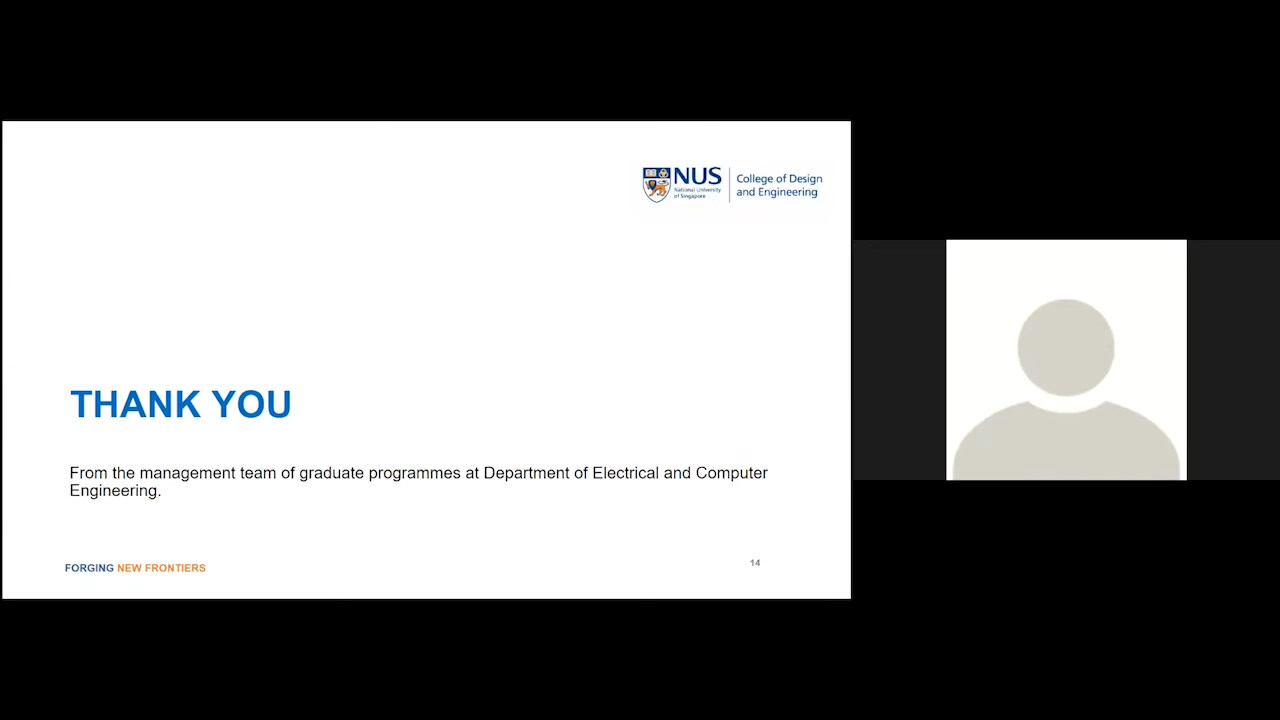 NUS
National University
of Singapore
College of Design
and Engineering
THANK YOU
From the management team of graduate programmes at Department of Electrical and Computer
Engineering.
FORGING NEW FRONTIERS
14